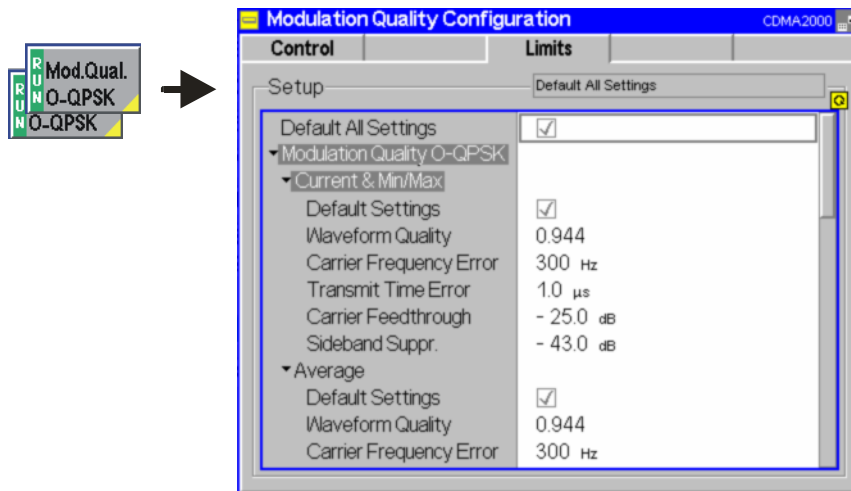 Modulation Quality Configuration CDMA2000
Control Limits
Setup Default All Settings
RUN Mod.Qual. O-QPSK
RUN O-QPSK
Default All Settings
Modulation Quality O-QPSK
Current & Min/Max
Default Settings
Waveform Quality 0.944
Carrier Frequency Error 300 Hz
Transmit Time Error 1.0 µs
Carrier Feedthrough - 25.0 dB
Sideband Suppr. - 43.0 dB
Average
Default Settings
Waveform Quality 0.944
Carrier Frequency Error 300 Hz